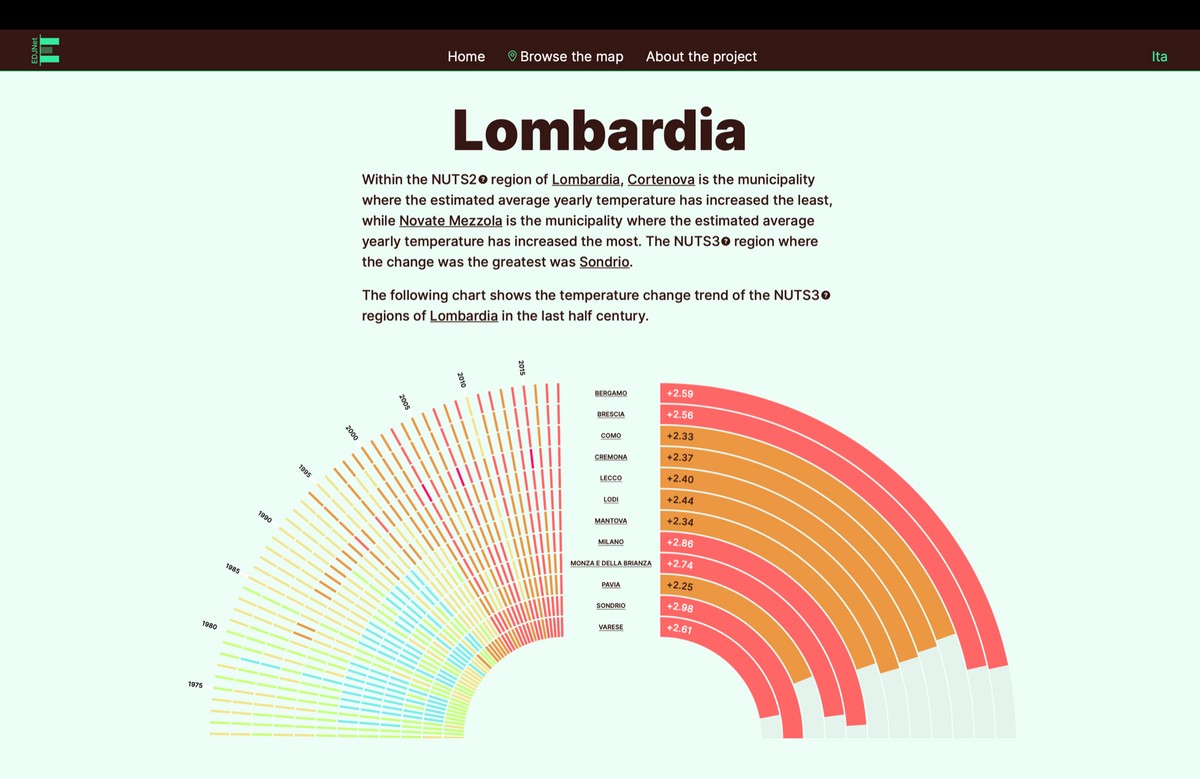 EDJNet
Home
Browse the map
About the project
Ita
Lombardia
Within the NUTS2? region of Lombardia, Cortenova is the municipality
where the estimated average yearly temperature has increased the least,
while Novate Mezzola is the municipality where the estimated average
yearly temperature has increased the most. The NUTS3? region where
the change was the greatest was Sondrio.
The following chart shows the temperature change trend of the NUTS3?
regions of Lombardia in the last half century.
1975
1980
1985
1990
1995
2000
2005
2010
2015
BERGAMO +2.59
BRESCIA +2.56
COMO +2.33
CREMONA +2.37
LECCO +2.40
LODI +2.44
MANTOVA +2.34
MILANO +2.86
MONZA E DELLA BRIANZA +2.74
PAVIA +2.25
SONDRIO +2.98
VARESE +2.61